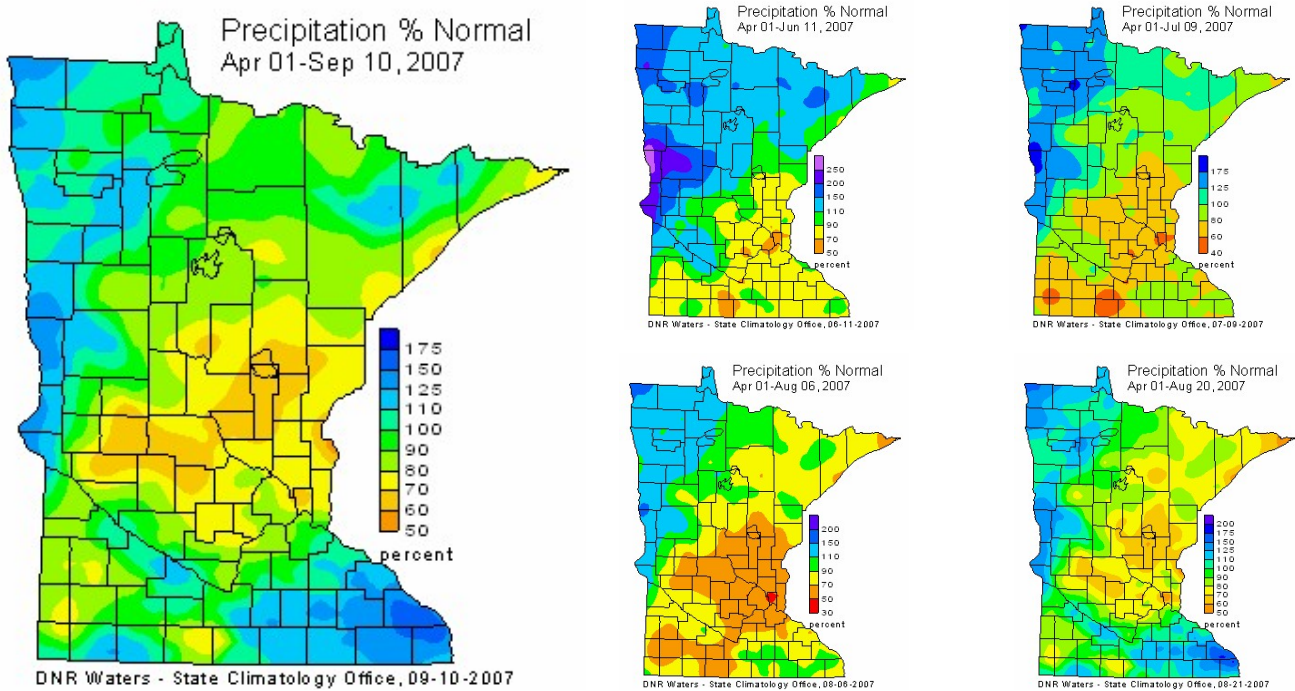 Precipitation % Normal
Apr 01-Sep 10, 2007
175
150
125
110
100
90
80
70
60
50
percent
DNR Waters - State Climatology Office, 09-10-2007
Precipitation % Normal
Apr 01-Jun 11, 2007
250
200
150
110
90
70
50
percent
DNR Waters - State Climatology Office, 06-11-2007
Precipitation % Normal
Apr 01-Jul 09, 2007
175
125
100
80
60
40
percent
DNR Waters - State Climatology Office, 07-09-2007
Precipitation % Normal
Apr 01-Aug 06, 2007
200
150
110
90
70
50
30
percent
DNR Waters - State Climatology Office, 08-06-2007
Precipitation % Normal
Apr 01-Aug 20, 2007
200
175
150
125
110
100
90
80
70
60
50
percent
DNR Waters - State Climatology Office, 08-21-2007